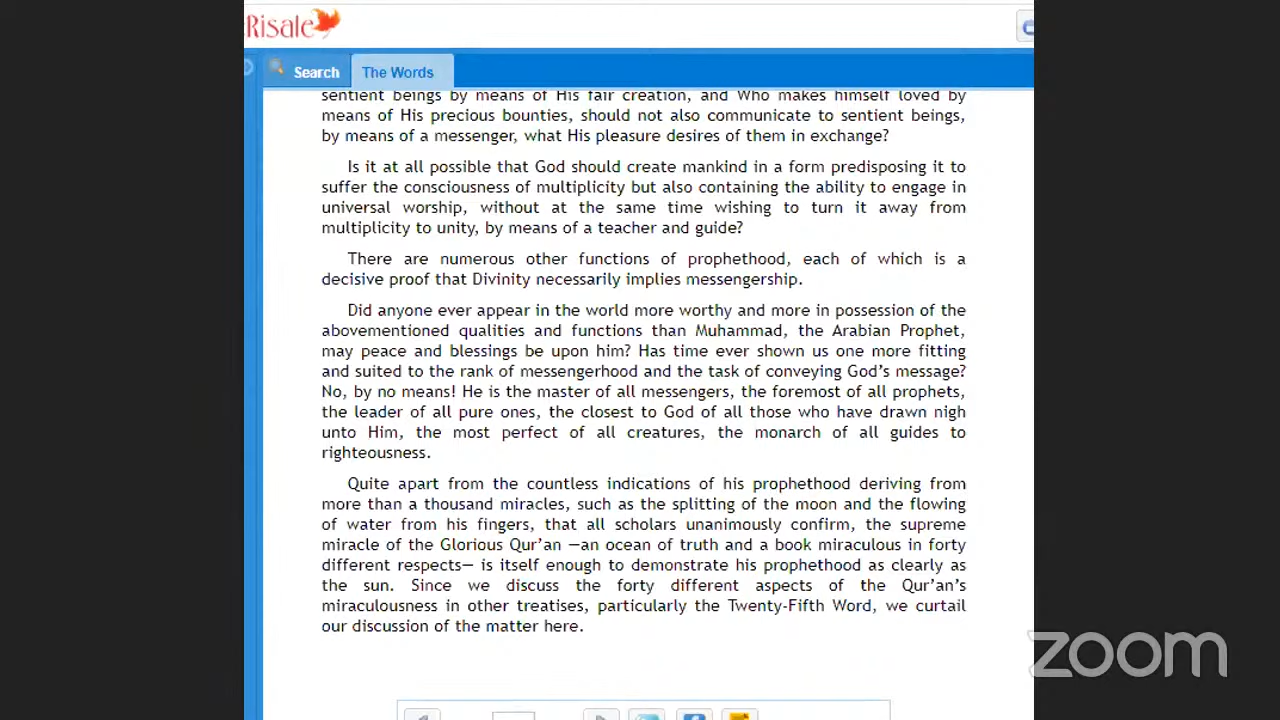 Risale
Search
The Words
sentient beings by means of His fair creation, and Who makes himself loved by
means of His precious bounties, should not also communicate to sentient beings,
by means of a messenger, what His pleasure desires of them in exchange?
Is it at all possible that God should create mankind in a form predisposing it to
suffer the consciousness of multiplicity but also containing the ability to engage in
universal worship, without at the same time wishing to turn it away from
multiplicity to unity, by means of a teacher and guide?
There are numerous other functions of prophethood, each of which is a
decisive proof that Divinity necessarily implies messengership.
Did anyone ever appear in the world more worthy and more in possession of the
abovementioned qualities and functions than Muhammad, the Arabian Prophet,
may peace and blessings be upon him? Has time ever shown us one more fitting
and suited to the rank of messengerhood and the task of conveying God’s message?
No, by no means! He is the master of all messengers, the foremost of all prophets,
the leader of all pure ones, the closest to God of all those who have drawn nigh
unto Him, the most perfect of all creatures, the monarch of all guides to
righteousness.
Quite apart from the countless indications of his prophethood deriving from
more than a thousand miracles, such as the splitting of the moon and the flowing
of water from his fingers, that all scholars unanimously confirm, the supreme
miracle of the Glorious Qur’an —an ocean of truth and a book miraculous in forty
different respects— is itself enough to demonstrate his prophethood as clearly as
the sun. Since we discuss the forty different aspects of the Qur’an’s
miraculousness in other treatises, particularly the Twenty-Fifth Word, we curtail
our discussion of the matter here.
zoom